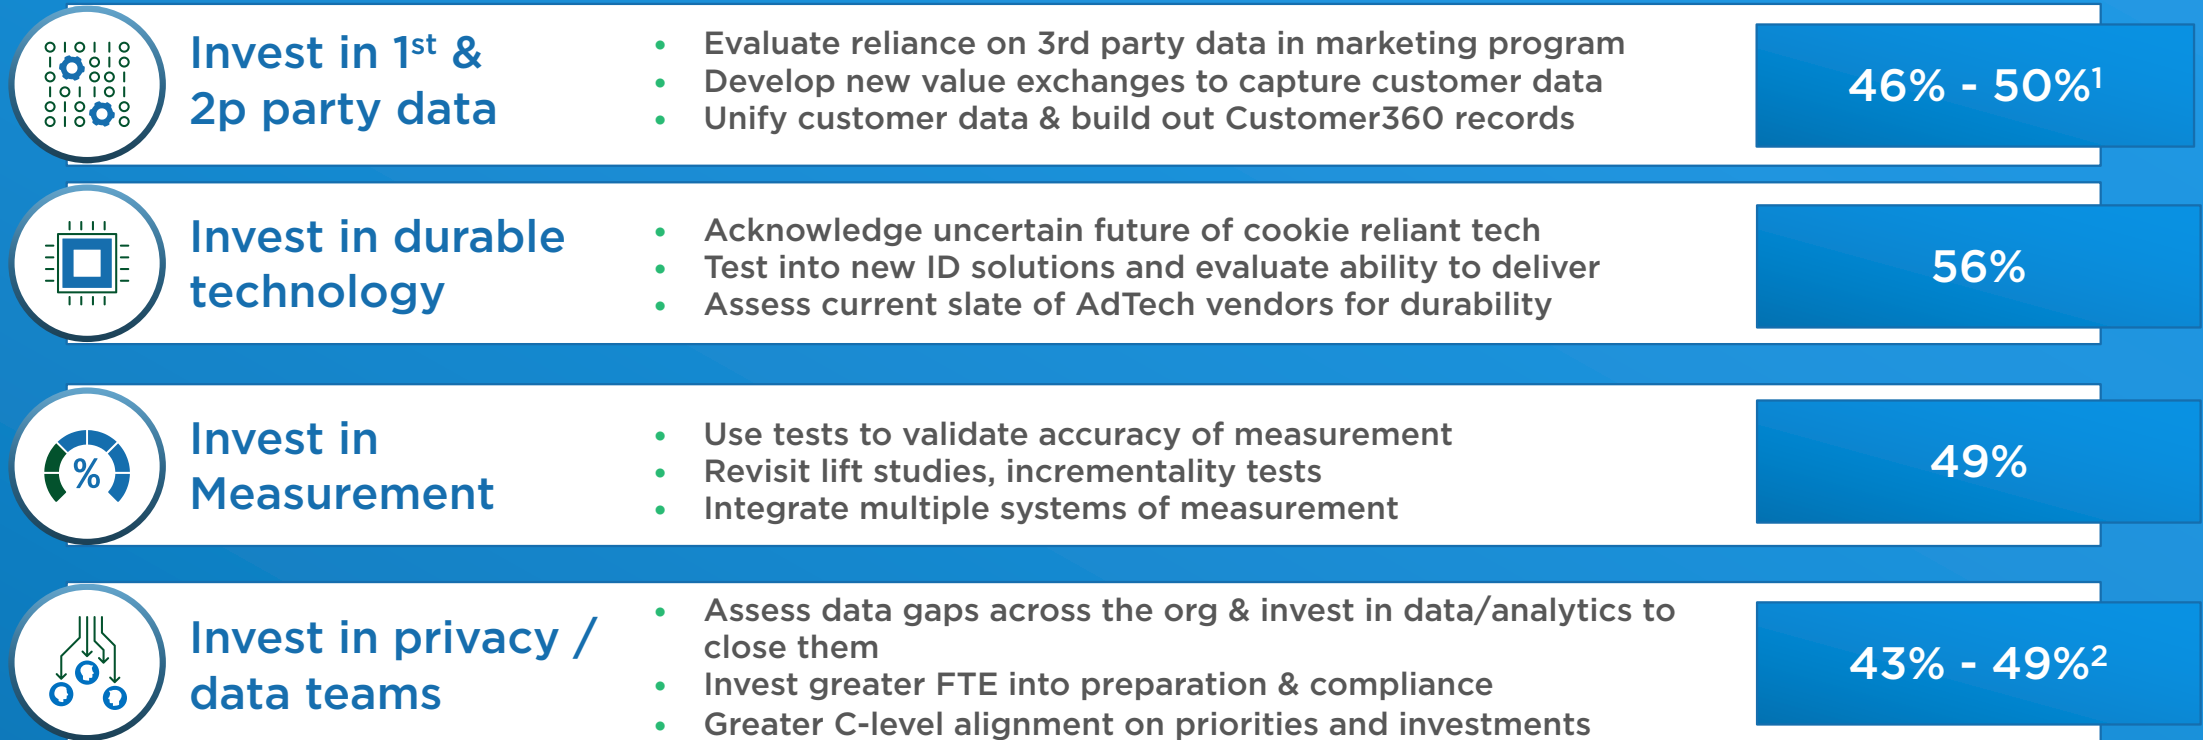 Invest in 1st &
2p party data
• Evaluate reliance on 3rd party data in marketing program
• Develop new value exchanges to capture customer data
• Unify customer data & build out Customer360 records
46% - 50%1
Invest in durable
technology
• Acknowledge uncertain future of cookie reliant tech
• Test into new ID solutions and evaluate ability to deliver
• Assess current slate of AdTech vendors for durability
56%
%
Invest in
Measurement
• Use tests to validate accuracy of measurement
• Revisit lift studies, incrementality tests
• Integrate multiple systems of measurement
49%
Invest in privacy /
data teams
• Assess data gaps across the org & invest in data/analytics to
close them
• Invest greater FTE into preparation & compliance
• Greater C-level alignment on priorities and investments
43% - 49%2